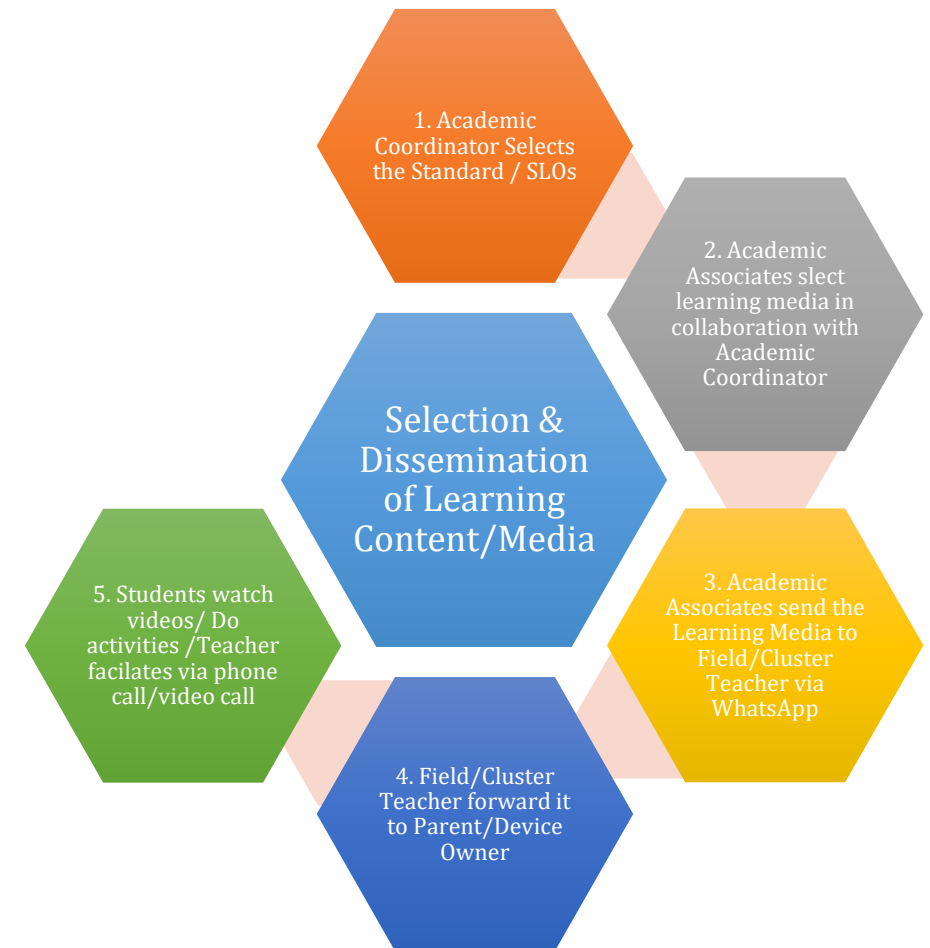 1. Academic
Coordinator Selects
the Standard / SLOs
2. Academic
Associates slect
learning media in
collaboration with
Academic
Coordinator
Selection &
Dissemination
of Learning
Content/Media
3. Academic
Associates send the
Learning Media to
Field/Cluster
Teacher via
WhatsApp
4. Field/Cluster
Teacher forward it
to Parent/Device
Owner
5. Students watch
videos/ Do
activities /Teacher
facilates via phone
call/video call